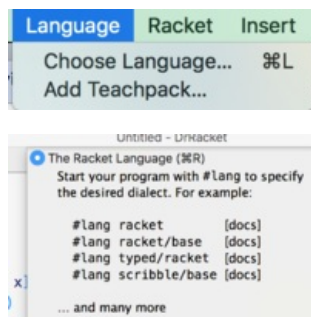 Language Racket Insert
Choose Language... ⌘L
Add Teachpack...
Untitled - DrRacket
The Racket Language (⌘R)
Start your program with #lang to specify
the desired dialect. For example:
#lang racket [docs]
#lang racket/base [docs]
#lang typed/racket [docs]
#lang scribble/base [docs]
x]
... and many more